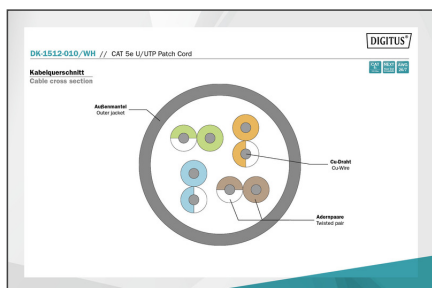 DIGITUS®
DK-1512-010/WH // CAT 5e U/UTP Patch Cord
Kabelquerschnitt
Cable cross section
Außenmantel
Outer jacket
Cu-Draht
Cu-Wire
Adernpaare
Twisted pair